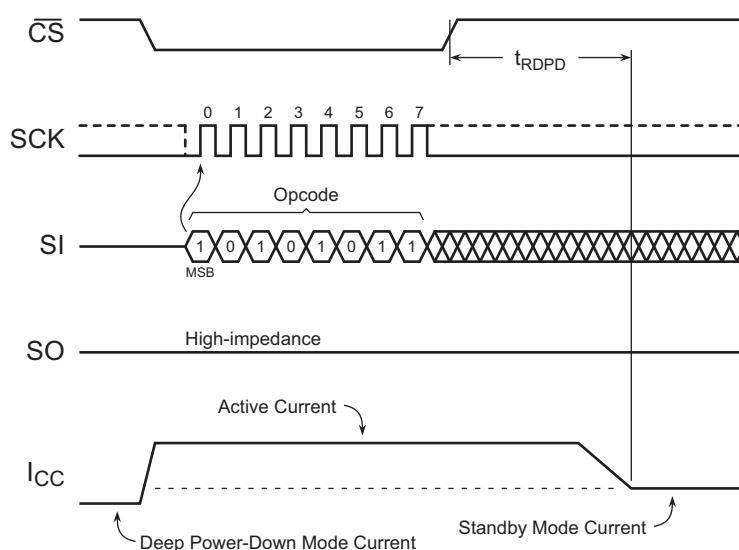 CS
tRDPD
0 1 2 3 4 5 6 7
SCK
Opcode
SI
1 0 1 0 1 0 1 1
MSB
High-impedance
SO
Active Current
ICC
Standby Mode Current
Deep Power-Down Mode Current